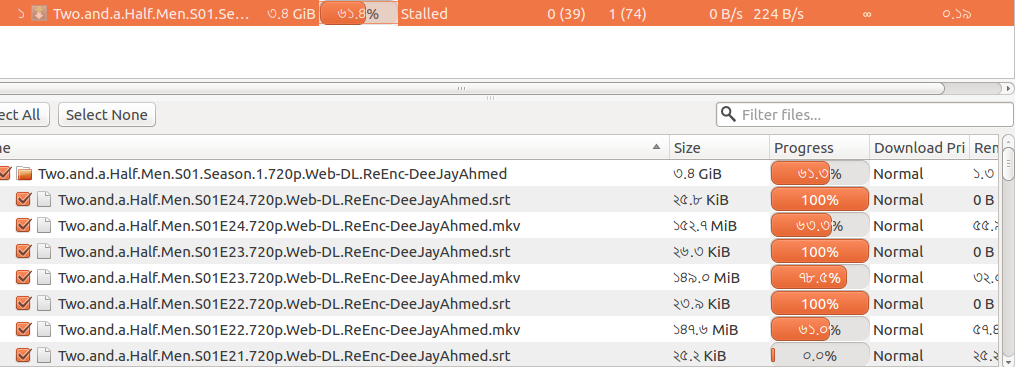 ১ Two.and.a.Half.Men.S01.Se... ৩.৪ GiB ৬১.৪% Stalled 0 (39) 1 (74) 0 B/s 224 B/s ∞ ০.১৯
ect All Select None Filter files...
ne Size Progress Download Pri Ren
Two.and.a.Half.Men.S01.Season.1.720p.Web-DL.ReEnc-DeeJayAhmed ৩.৪ GiB ৬১.৩% Normal ১.৩
Two.and.a.Half.Men.S01E24.720p.Web-DL.ReEnc-DeeJayAhmed.srt ২৫.৮ KiB 100% Normal 0 B
Two.and.a.Half.Men.S01E24.720p.Web-DL.ReEnc-DeeJayAhmed.mkv ১৫২.৭ MiB ৬৩.৩% Normal ৫৫.৯
Two.and.a.Half.Men.S01E23.720p.Web-DL.ReEnc-DeeJayAhmed.srt ২৬.৩ KiB 100% Normal 0 B
Two.and.a.Half.Men.S01E23.720p.Web-DL.ReEnc-DeeJayAhmed.mkv ১৪৯.০ MiB ৭৮.৫% Normal ৩২.০
Two.and.a.Half.Men.S01E22.720p.Web-DL.ReEnc-DeeJayAhmed.srt ২৩.৯ KiB 100% Normal 0 B
Two.and.a.Half.Men.S01E22.720p.Web-DL.ReEnc-DeeJayAhmed.mkv ১৪৭.৬ MiB ৬১.০% Normal ৫৭.৪
Two.and.a.Half.Men.S01E21.720p.Web-DL.ReEnc-DeeJayAhmed.srt ২৫.২ KiB ০.০% Normal ২৫.২